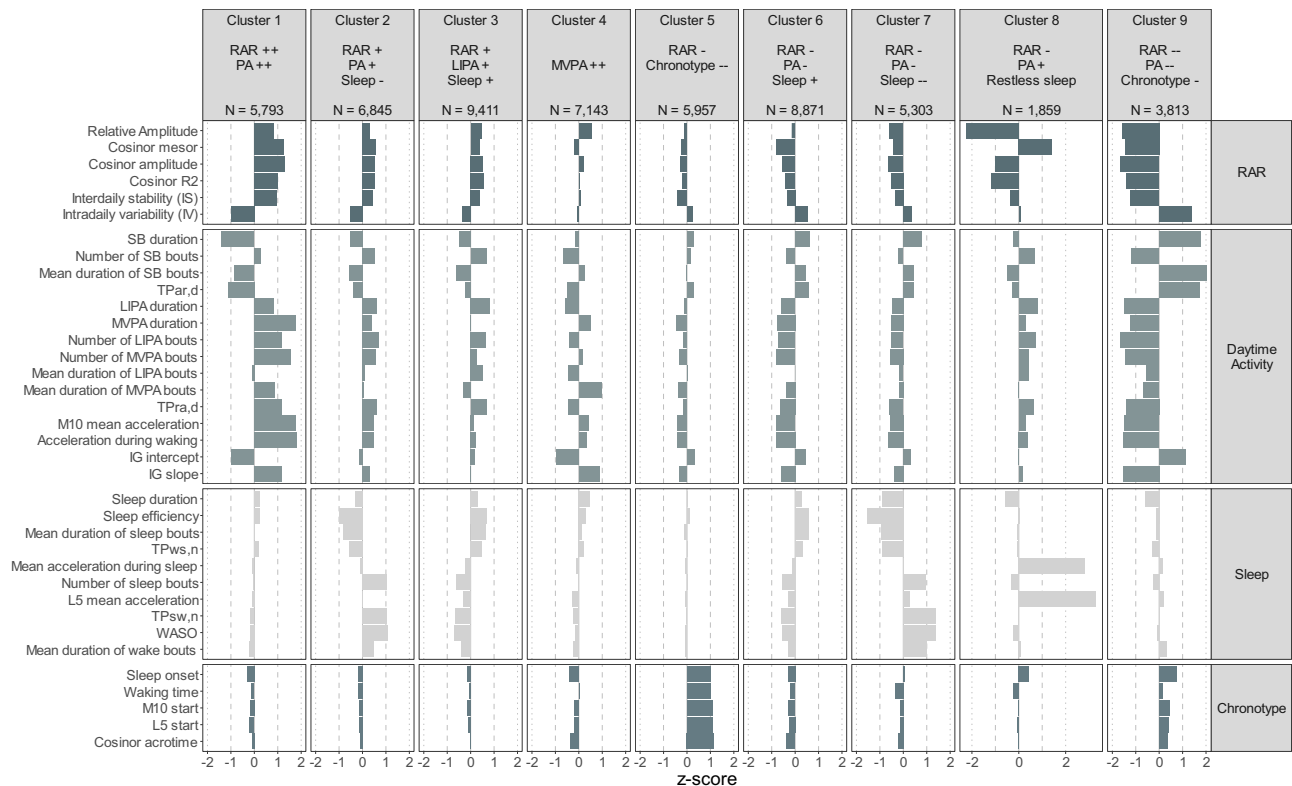 Cluster 1
RAR ++
PA ++
N = 5,793
Cluster 2
RAR +
PA +
Sleep -
N = 6,845
Cluster 3
RAR +
LIPA +
Sleep +
N = 9,411
Cluster 4
MVPA ++
N = 7,143
Cluster 5
RAR -
Chronotype --
N = 5,957
Cluster 6
RAR -
PA -
Sleep +
N = 8,871
Cluster 7
RAR -
PA -
Sleep --
N = 5,303
Cluster 8
RAR -
PA +
Restless sleep
N = 1,859
Cluster 9
RAR --
PA --
Chronotype -
N = 3,813
Relative Amplitude
Cosinor mesor
Cosinor amplitude
Cosinor R2
Interdaily stability (IS)
Intradaily variability (IV)
RAR
SB duration
Number of SB bouts
Mean duration of SB bouts
TPar,d
LIPA duration
MVPA duration
Number of LIPA bouts
Number of MVPA bouts
Mean duration of LIPA bouts
Mean duration of MVPA bouts
TPra,d
M10 mean acceleration
Acceleration during waking
IG intercept
IG slope
Daytime
Activity
Sleep duration
Sleep efficiency
Mean duration of sleep bouts
TPws,n
Mean acceleration during sleep
Number of sleep bouts
L5 mean acceleration
TPsw,n
WASO
Mean duration of wake bouts
Sleep
Sleep onset
Waking time
M10 start
L5 start
Cosinor acrotime
Chronotype
-2 -1 0 1 2 -2 -1 0 1 2 -2 -1 0 1 2 -2 -1 0 1 2 -2 -1 0 1 2 -2 -1 0 1 2 -2 -1 0 1 2 -2 0 2 -2 -1 0 1 2
z-score